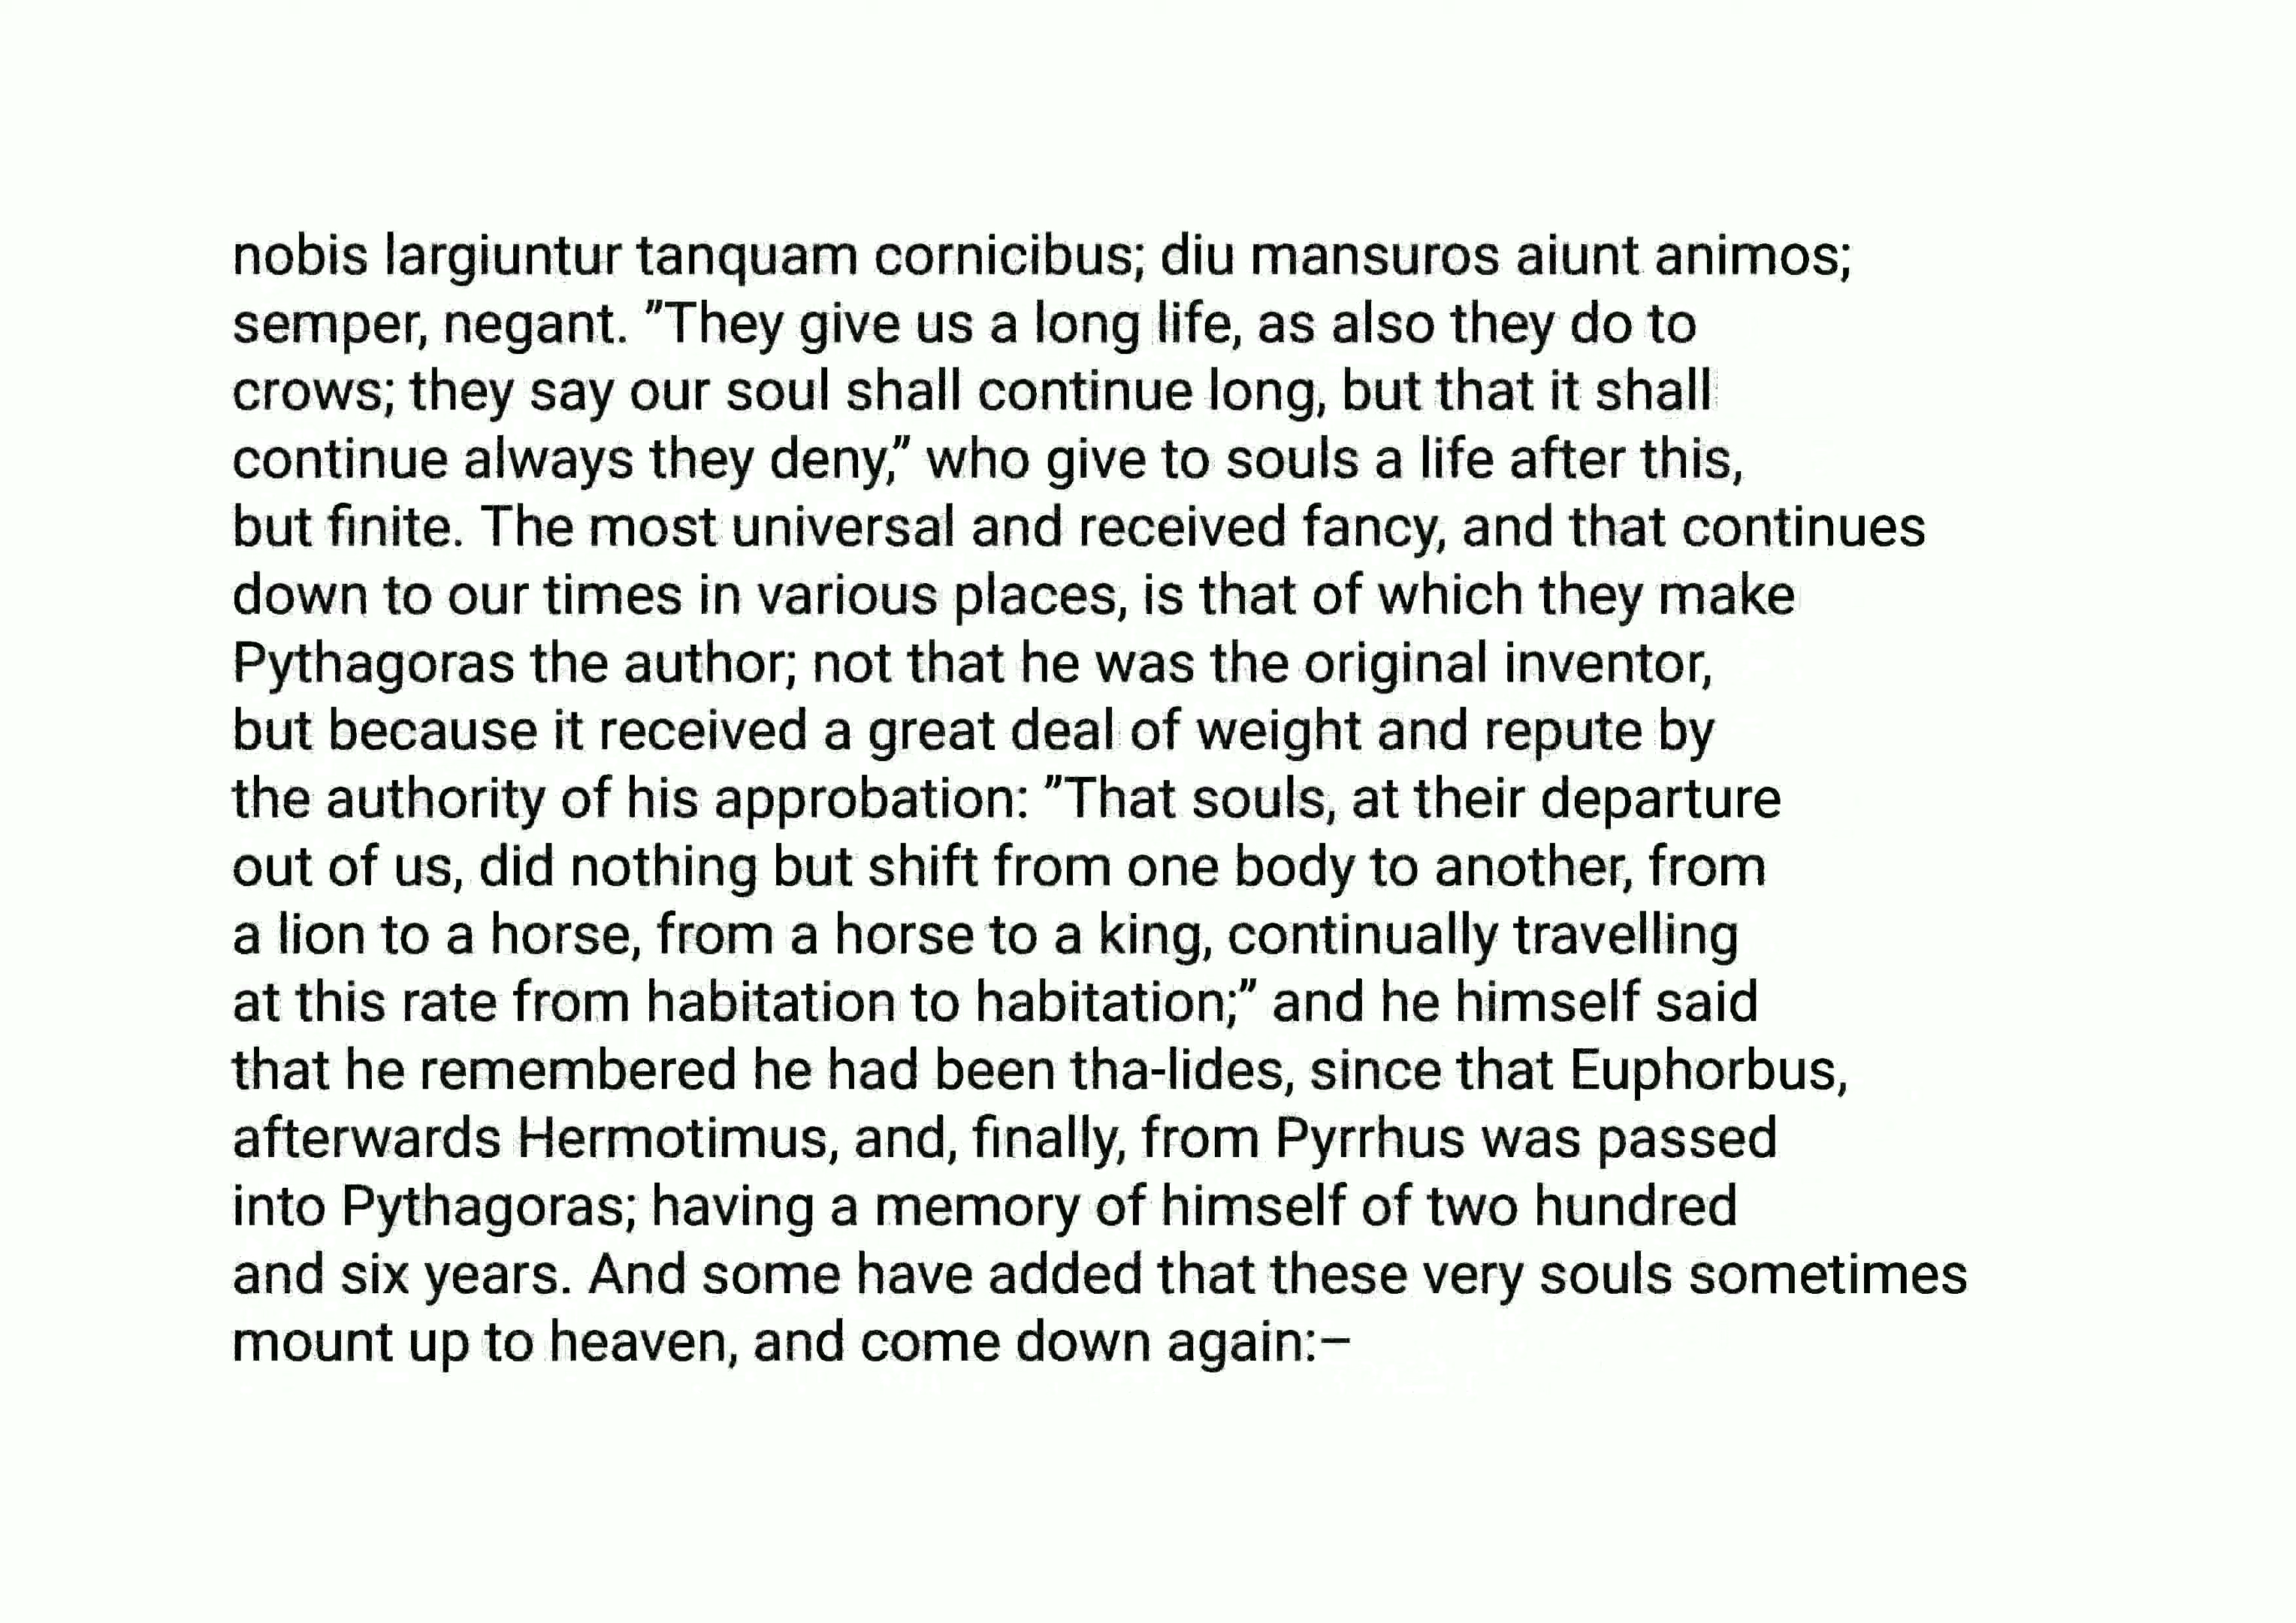 nobis largiuntur tanquam cornicibus; diu mansuros aiunt animos;
semper, negant. ”They give us a long life, as also they do to
crows; they say our soul shall continue long, but that it shall
continue always they deny,” who give to souls a life after this,
but finite. The most universal and received fancy, and that continues
down to our times in various places, is that of which they make
Pythagoras the author; not that he was the original inventor,
but because it received a great deal of weight and repute by
the authority of his approbation: ”That souls, at their departure
out of us, did nothing but shift from one body to another, from
a lion to a horse, from a horse to a king, continually travelling
at this rate from habitation to habitation;” and he himself said
that he remembered he had been tha-lides, since that Euphorbus,
afterwards Hermotimus, and, finally, from Pyrrhus was passed
into Pythagoras; having a memory of himself of two hundred
and six years. And some have added that these very souls sometimes
mount up to heaven, and come down again:–